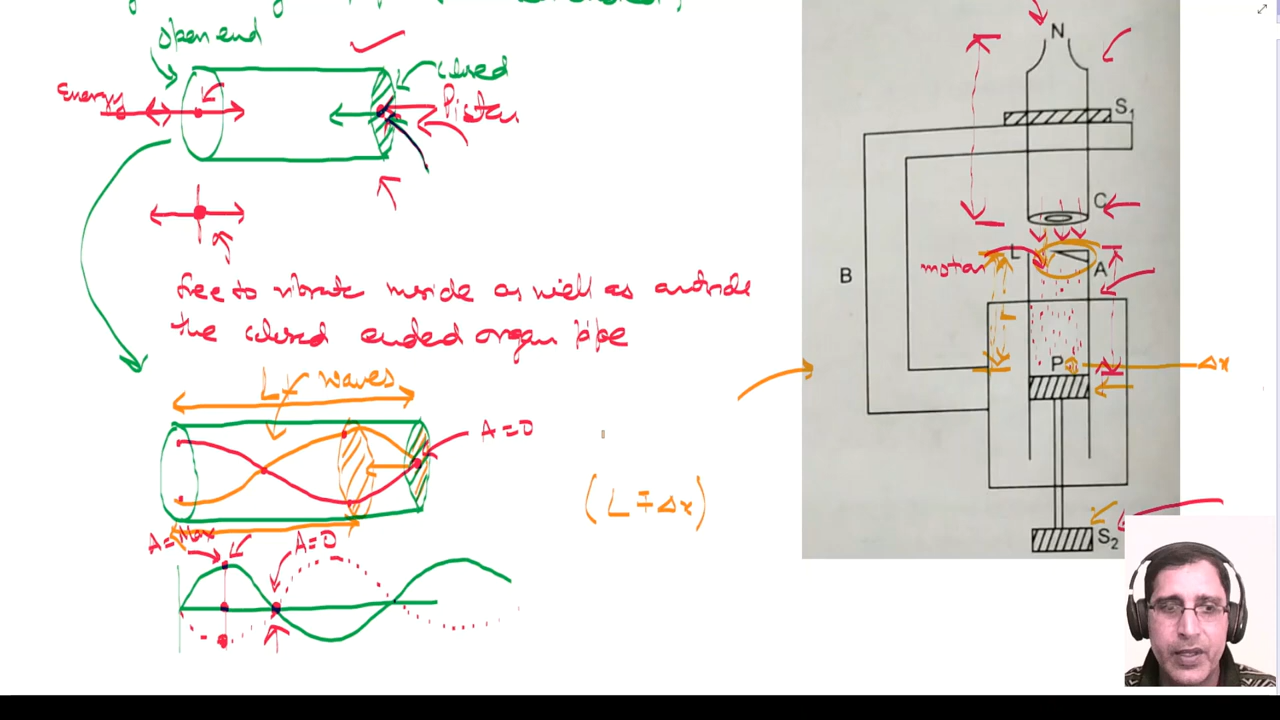 open end
closed
Energy
Piston
free to vibrate inside as well as outside
the closed ended organ pipe
L waves
A=0
(L ∓ Δx)
A=Max
A=0
N
S1
C
L
A
motar
B
L
P
Δx
S2